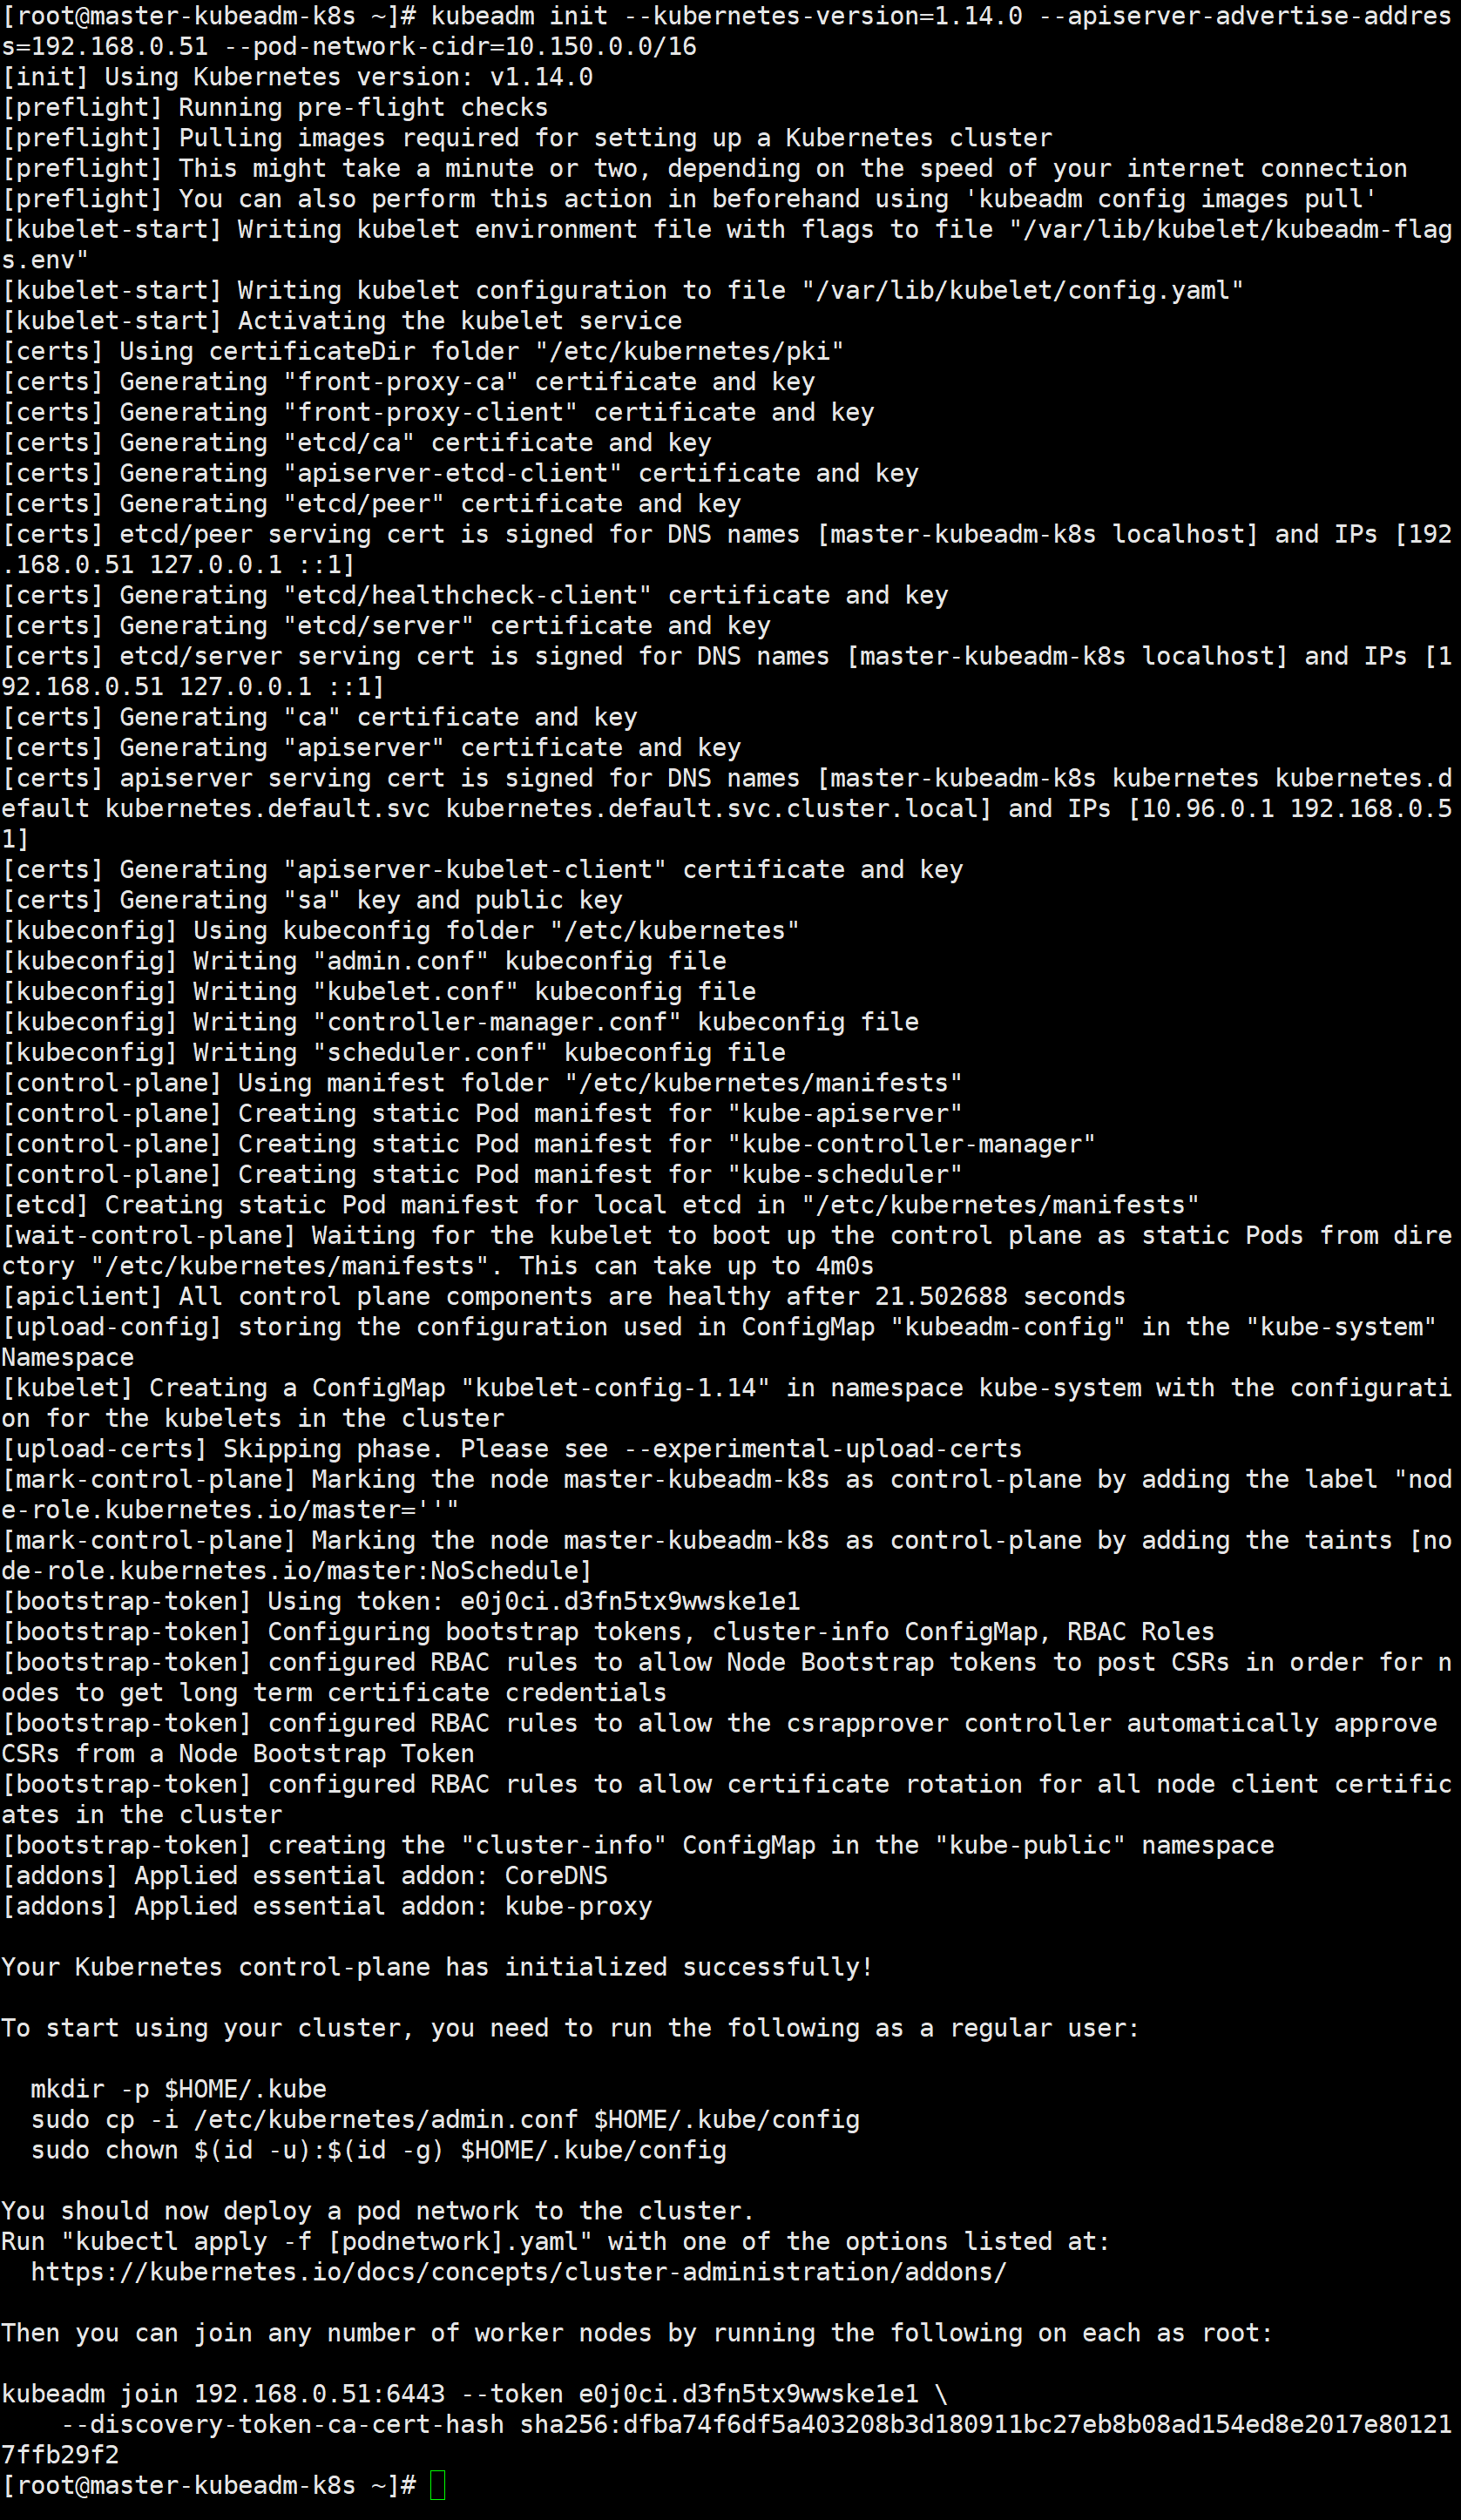 [root@master-kubeadm-k8s ~]# kubeadm init --kubernetes-version=1.14.0 --apiserver-advertise-addres
s=192.168.0.51 --pod-network-cidr=10.150.0.0/16
[init] Using Kubernetes version: v1.14.0
[preflight] Running pre-flight checks
[preflight] Pulling images required for setting up a Kubernetes cluster
[preflight] This might take a minute or two, depending on the speed of your internet connection
[preflight] You can also perform this action in beforehand using 'kubeadm config images pull'
[kubelet-start] Writing kubelet environment file with flags to file "/var/lib/kubelet/kubeadm-flag
s.env"
[kubelet-start] Writing kubelet configuration to file "/var/lib/kubelet/config.yaml"
[kubelet-start] Activating the kubelet service
[certs] Using certificateDir folder "/etc/kubernetes/pki"
[certs] Generating "front-proxy-ca" certificate and key
[certs] Generating "front-proxy-client" certificate and key
[certs] Generating "etcd/ca" certificate and key
[certs] Generating "apiserver-etcd-client" certificate and key
[certs] Generating "etcd/peer" certificate and key
[certs] etcd/peer serving cert is signed for DNS names [master-kubeadm-k8s localhost] and IPs [192
.168.0.51 127.0.0.1 ::1]
[certs] Generating "etcd/healthcheck-client" certificate and key
[certs] Generating "etcd/server" certificate and key
[certs] etcd/server serving cert is signed for DNS names [master-kubeadm-k8s localhost] and IPs [1
92.168.0.51 127.0.0.1 ::1]
[certs] Generating "ca" certificate and key
[certs] Generating "apiserver" certificate and key
[certs] apiserver serving cert is signed for DNS names [master-kubeadm-k8s kubernetes kubernetes.d
efault kubernetes.default.svc kubernetes.default.svc.cluster.local] and IPs [10.96.0.1 192.168.0.5
1]
[certs] Generating "apiserver-kubelet-client" certificate and key
[certs] Generating "sa" key and public key
[kubeconfig] Using kubeconfig folder "/etc/kubernetes"
[kubeconfig] Writing "admin.conf" kubeconfig file
[kubeconfig] Writing "kubelet.conf" kubeconfig file
[kubeconfig] Writing "controller-manager.conf" kubeconfig file
[kubeconfig] Writing "scheduler.conf" kubeconfig file
[control-plane] Using manifest folder "/etc/kubernetes/manifests"
[control-plane] Creating static Pod manifest for "kube-apiserver"
[control-plane] Creating static Pod manifest for "kube-controller-manager"
[control-plane] Creating static Pod manifest for "kube-scheduler"
[etcd] Creating static Pod manifest for local etcd in "/etc/kubernetes/manifests"
[wait-control-plane] Waiting for the kubelet to boot up the control plane as static Pods from dire
ctory "/etc/kubernetes/manifests". This can take up to 4m0s
[apiclient] All control plane components are healthy after 21.502688 seconds
[upload-config] storing the configuration used in ConfigMap "kubeadm-config" in the "kube-system"
Namespace
[kubelet] Creating a ConfigMap "kubelet-config-1.14" in namespace kube-system with the configurati
on for the kubelets in the cluster
[upload-certs] Skipping phase. Please see --experimental-upload-certs
[mark-control-plane] Marking the node master-kubeadm-k8s as control-plane by adding the label "nod
e-role.kubernetes.io/master=''"
[mark-control-plane] Marking the node master-kubeadm-k8s as control-plane by adding the taints [no
de-role.kubernetes.io/master:NoSchedule]
[bootstrap-token] Using token: e0j0ci.d3fn5tx9wwske1e1
[bootstrap-token] Configuring bootstrap tokens, cluster-info ConfigMap, RBAC Roles
[bootstrap-token] configured RBAC rules to allow Node Bootstrap tokens to post CSRs in order for n
odes to get long term certificate credentials
[bootstrap-token] configured RBAC rules to allow the csrapprover controller automatically approve
CSRs from a Node Bootstrap Token
[bootstrap-token] configured RBAC rules to allow certificate rotation for all node client certific
ates in the cluster
[bootstrap-token] creating the "cluster-info" ConfigMap in the "kube-public" namespace
[addons] Applied essential addon: CoreDNS
[addons] Applied essential addon: kube-proxy

Your Kubernetes control-plane has initialized successfully!

To start using your cluster, you need to run the following as a regular user:

  mkdir -p $HOME/.kube
  sudo cp -i /etc/kubernetes/admin.conf $HOME/.kube/config
  sudo chown $(id -u):$(id -g) $HOME/.kube/config

You should now deploy a pod network to the cluster.
Run "kubectl apply -f [podnetwork].yaml" with one of the options listed at:
  https://kubernetes.io/docs/concepts/cluster-administration/addons/

Then you can join any number of worker nodes by running the following on each as root:

kubeadm join 192.168.0.51:6443 --token e0j0ci.d3fn5tx9wwske1e1 \
    --discovery-token-ca-cert-hash sha256:dfba74f6df5a403208b3d180911bc27eb8b08ad154ed8e2017e80121
7ffb29f2
[root@master-kubeadm-k8s ~]#